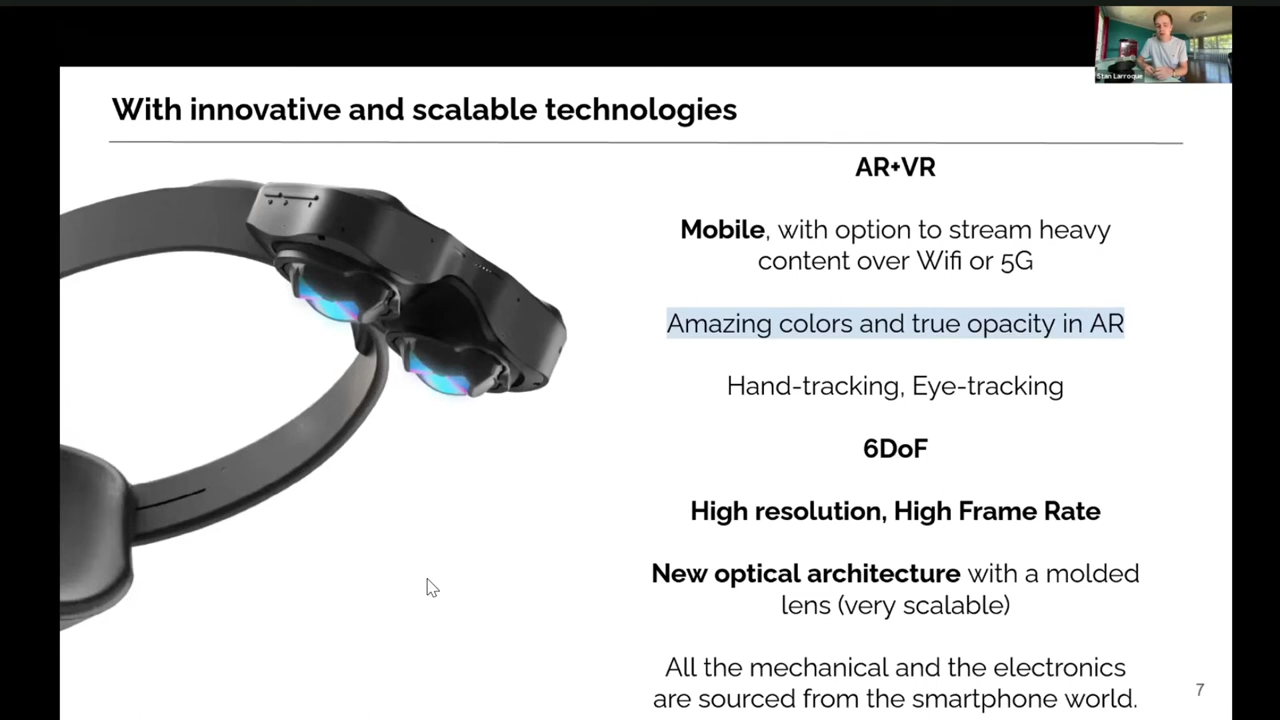 Stan Larroque
With innovative and scalable technologies
AR+VR
Mobile, with option to stream heavy
content over Wifi or 5G
Amazing colors and true opacity in AR
Hand-tracking, Eye-tracking
6DoF
High resolution, High Frame Rate
New optical architecture with a molded
lens (very scalable)
All the mechanical and the electronics
are sourced from the smartphone world.
7